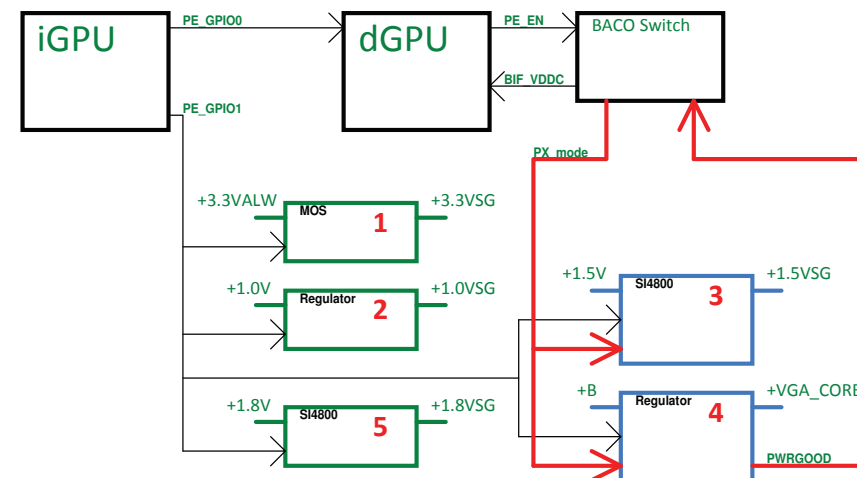 iGPU
PE_GPIO0
dGPU
PE_EN
BACO Switch
BIF_VDDC
PE_GPIO1
PX_mode
+3.3VALW
MOS
1
+3.3VSG
+1.0V
Regulator
2
+1.0VSG
+1.5V
SI4800
3
+1.5VSG
+1.8V
SI4800
5
+1.8VSG
+B
Regulator
4
+VGA_CORE
PWRGOOD